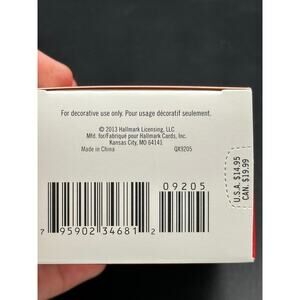 For decorative use only. Pour usage décoratif seulement.
© 2013 Hallmark Licensing, LLC
Mfd. for/Fabriqué pour Hallmark Cards, Inc.
Kansas City, MO 64141
Made in China QX9205
09205
7 95902 34681 2
U.S.A. $14.95
CAN. $19.99